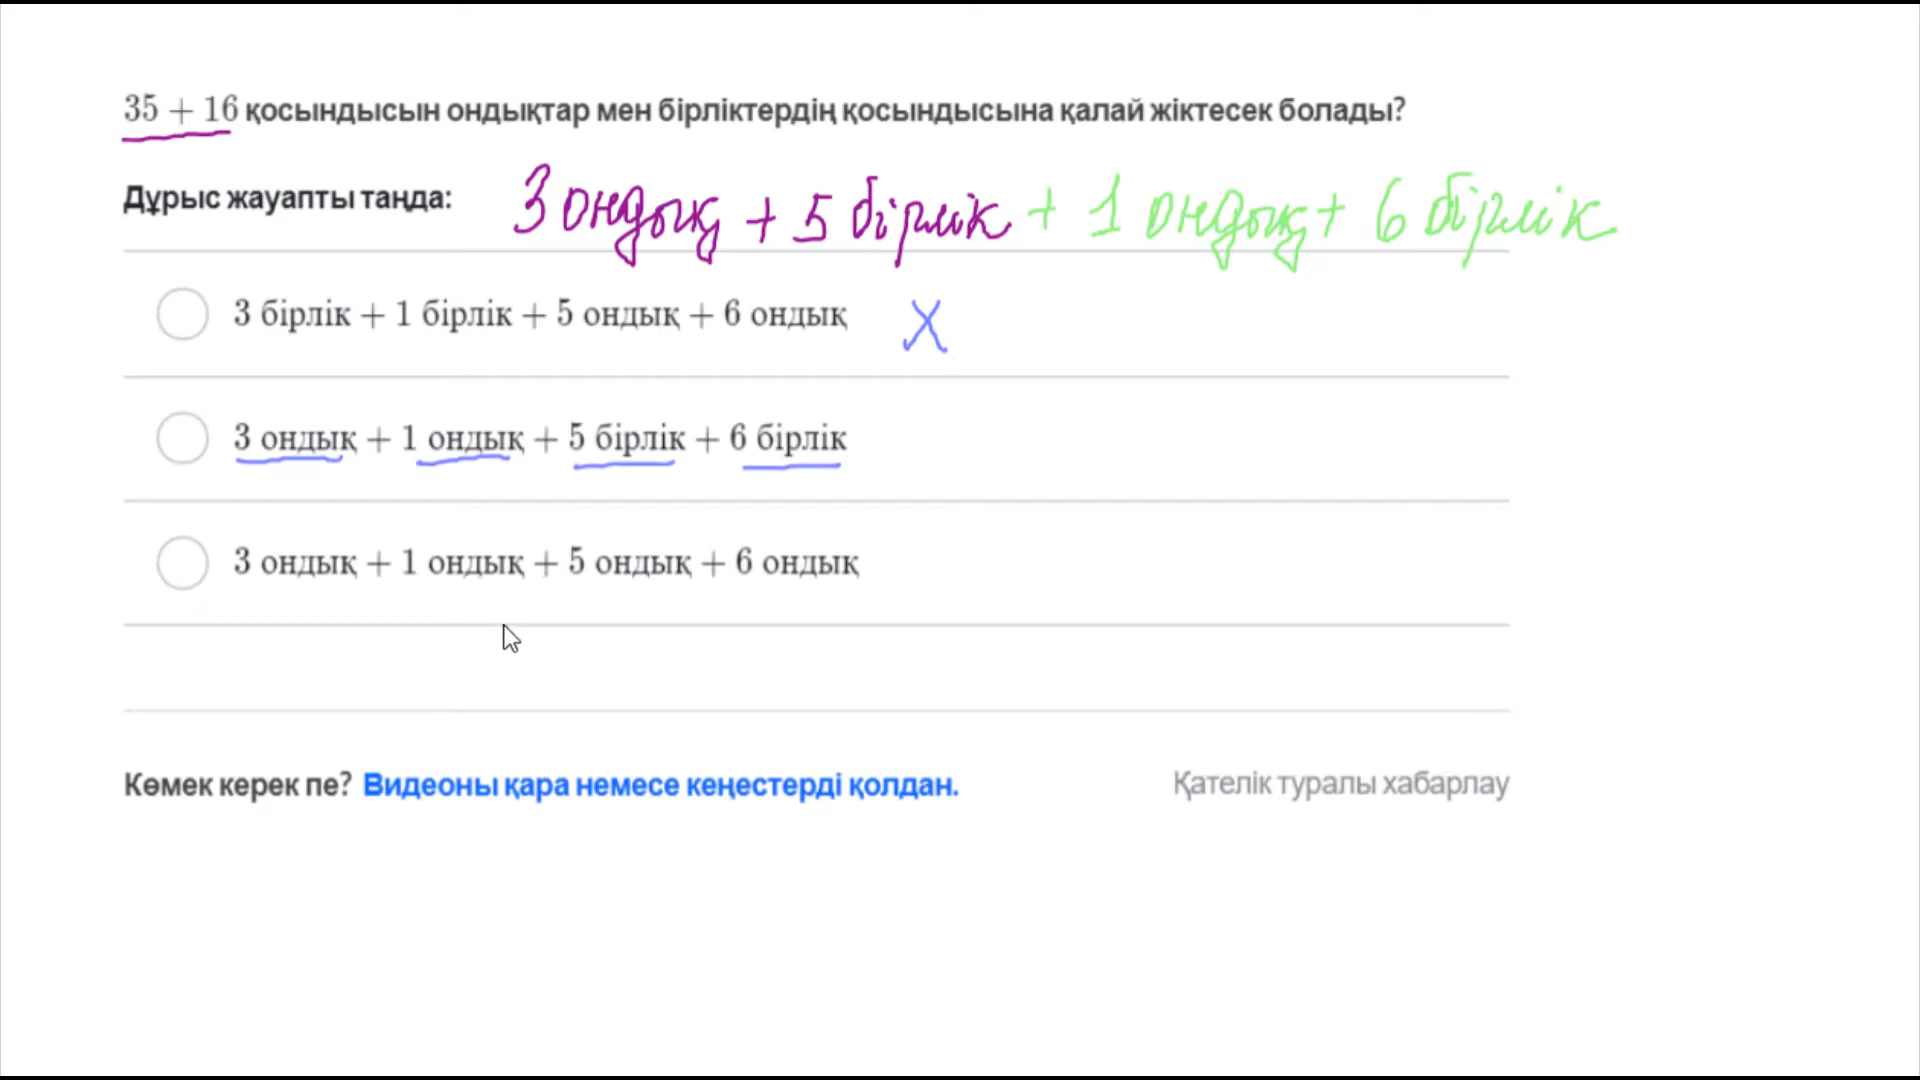 35 + 16 қосындысын ондықтар мен бірліктердің қосындысына қалай жіктесек болады?
Дұрыс жауапты таңда: 3 ондық + 5 бірлік + 1 ондық + 6 бірлік
3 бірлік + 1 бірлік + 5 ондық + 6 ондық X
3 ондық + 1 ондық + 5 бірлік + 6 бірлік
3 ондық + 1 ондық + 5 ондық + 6 ондық
Көмек керек пе? Видеоны қара немесе кеңестерді қолдан. Қателік туралы хабарлау